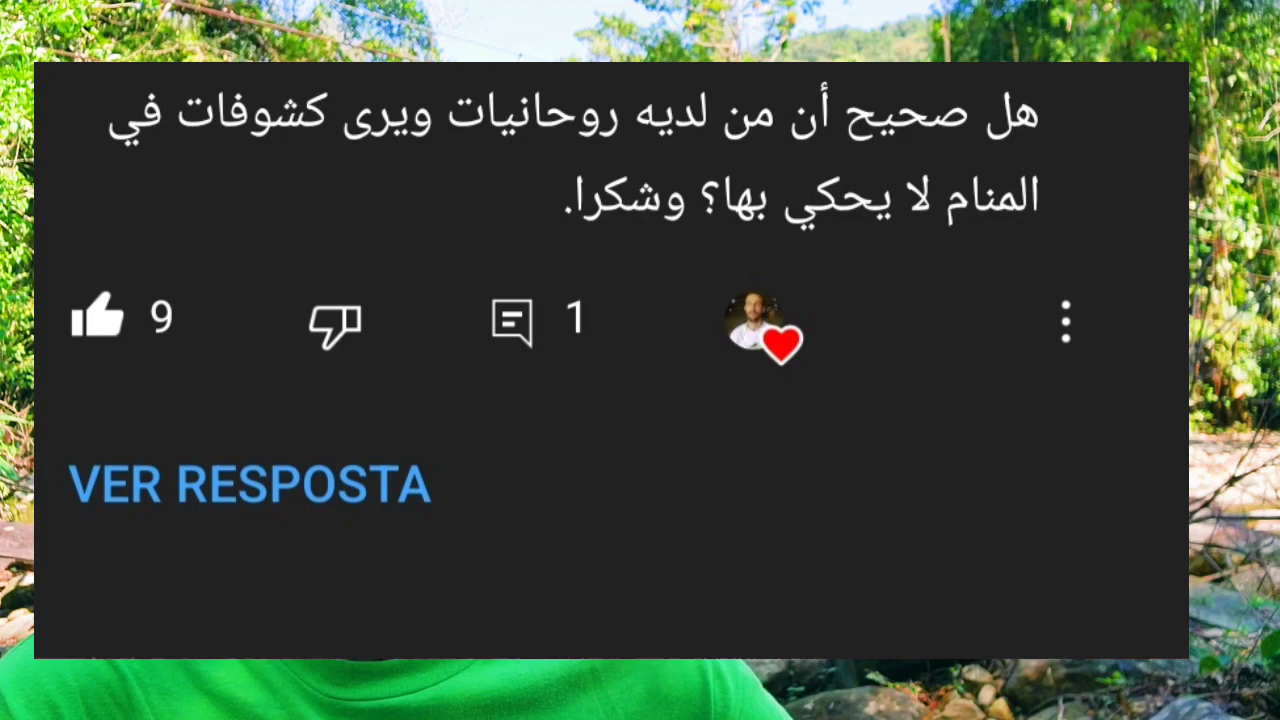 هل صحيح أن من لديه روحانيات ويرى كشوفات في
المنام لا يحكي بها؟ وشكرا.
9
1
VER RESPOSTA